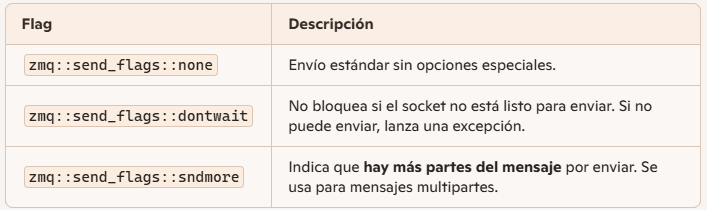 Flag Descripción
zmq::send_flags::none Envío estándar sin opciones especiales.
zmq::send_flags::dontwait No bloquea si el socket no está listo para enviar. Si no
puede enviar, lanza una excepción.
zmq::send_flags::sndmore Indica que hay más partes del mensaje por enviar. Se
usa para mensajes multipartes.